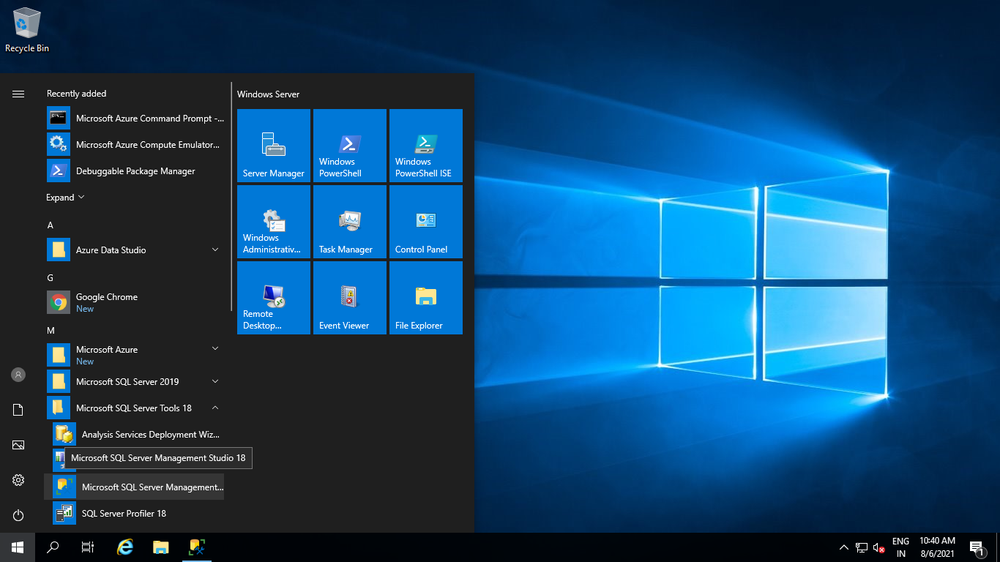 Recycle Bin
Recently added
Microsoft Azure Command Prompt -...
Microsoft Azure Compute Emulator...
Debuggable Package Manager
Expand
A
Azure Data Studio
G
Google Chrome
New
M
Microsoft Azure
New
Microsoft SQL Server 2019
Microsoft SQL Server Tools 18
Analysis Services Deployment Wiz...
Microsoft SQL Server Management Studio 18
Microsoft SQL Server Management...
SQL Server Profiler 18
Windows Server
Server Manager
Windows
PowerShell
Windows
PowerShell ISE
Windows
Administrativ...
Task Manager
Control Panel
Remote
Desktop...
Event Viewer
File Explorer
ENG
IN
10:40 AM
8/6/2021
1